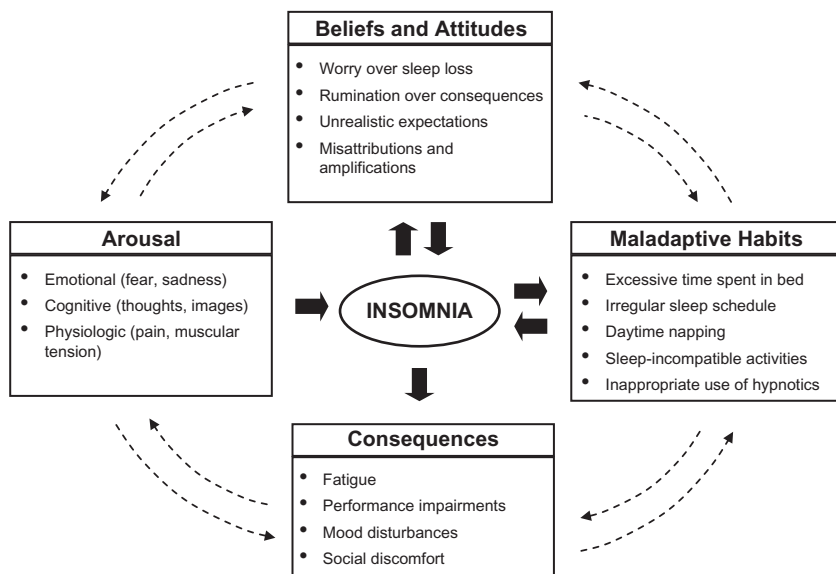 Beliefs and Attitudes
• Worry over sleep loss
• Rumination over consequences
• Unrealistic expectations
• Misattributions and
amplifications
Arousal
• Emotional (fear, sadness)
• Cognitive (thoughts, images)
• Physiologic (pain, muscular
tension)
INSOMNIA
Maladaptive Habits
• Excessive time spent in bed
• Irregular sleep schedule
• Daytime napping
• Sleep-incompatible activities
• Inappropriate use of hypnotics
Consequences
• Fatigue
• Performance impairments
• Mood disturbances
• Social discomfort